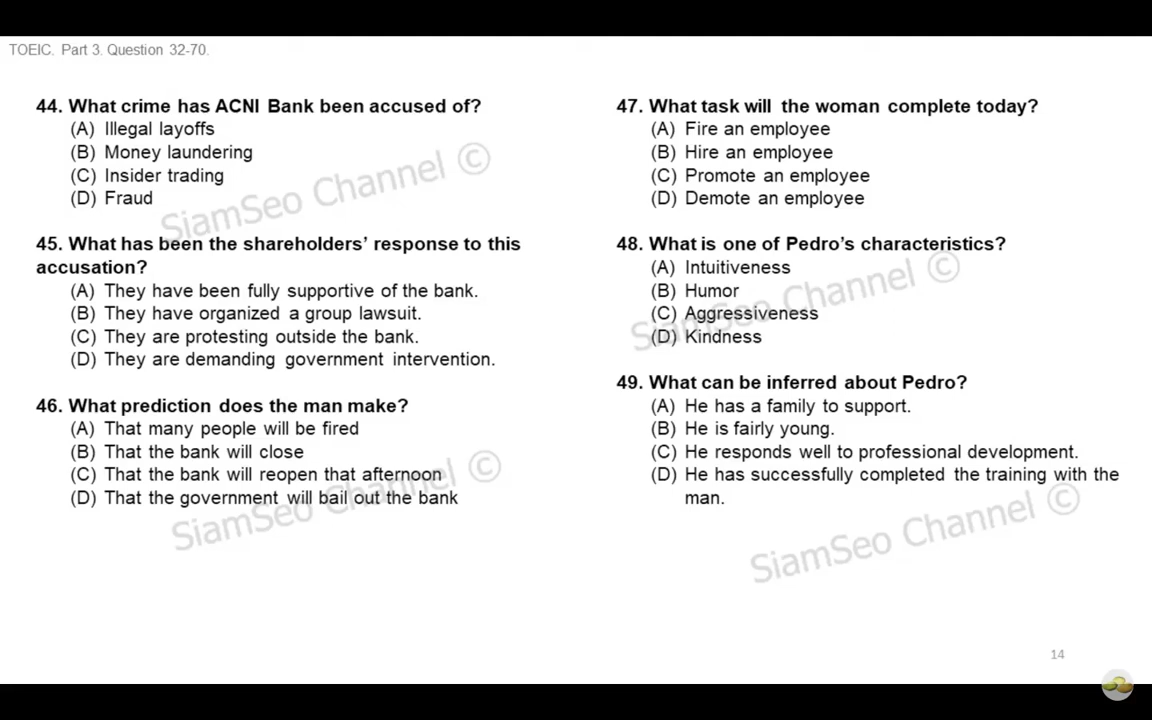 TOEIC. Part 3. Question 32-70.
44. What crime has ACNI Bank been accused of?
(A) Illegal layoffs
(B) Money laundering
(C) Insider trading
(D) Fraud
45. What has been the shareholders’ response to this
accusation?
(A) They have been fully supportive of the bank.
(B) They have organized a group lawsuit.
(C) They are protesting outside the bank.
(D) They are demanding government intervention.
46. What prediction does the man make?
(A) That many people will be fired
(B) That the bank will close
(C) That the bank will reopen that afternoon
(D) That the government will bail out the bank
SiamSeo Channel ©
SiamSeo Channel ©
47. What task will the woman complete today?
(A) Fire an employee
(B) Hire an employee
(C) Promote an employee
(D) Demote an employee
48. What is one of Pedro’s characteristics?
(A) Intuitiveness
(B) Humor
(C) Aggressiveness
(D) Kindness
49. What can be inferred about Pedro?
(A) He has a family to support.
(B) He is fairly young.
(C) He responds well to professional development.
(D) He has successfully completed the training with the
man.
SiamSeo Channel ©
SiamSeo Channel ©
14